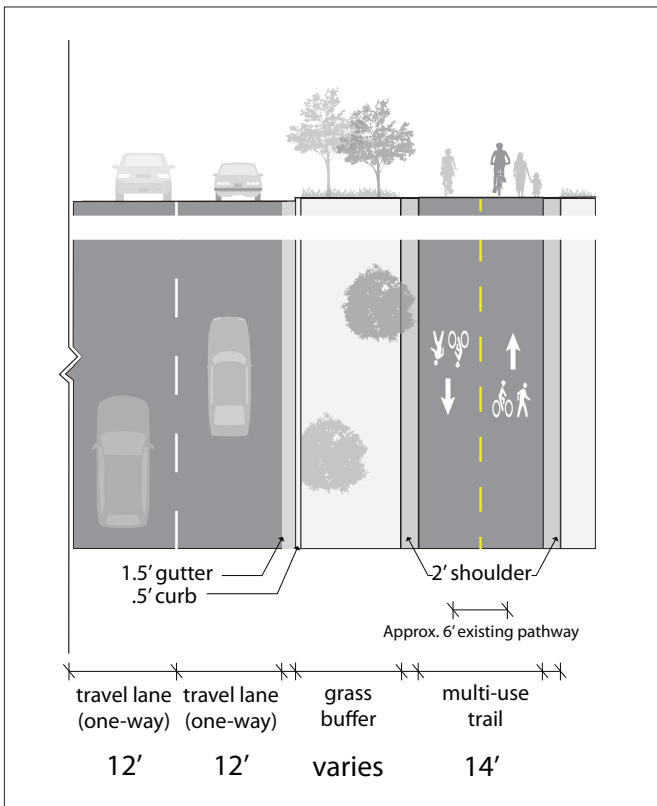 1.5’ gutter
.5’ curb
2’ shoulder
Approx. 6’ existing pathway
travel lane
(one-way)
travel lane
(one-way)
grass
buffer
multi-use
trail
12’
12’
varies
14’